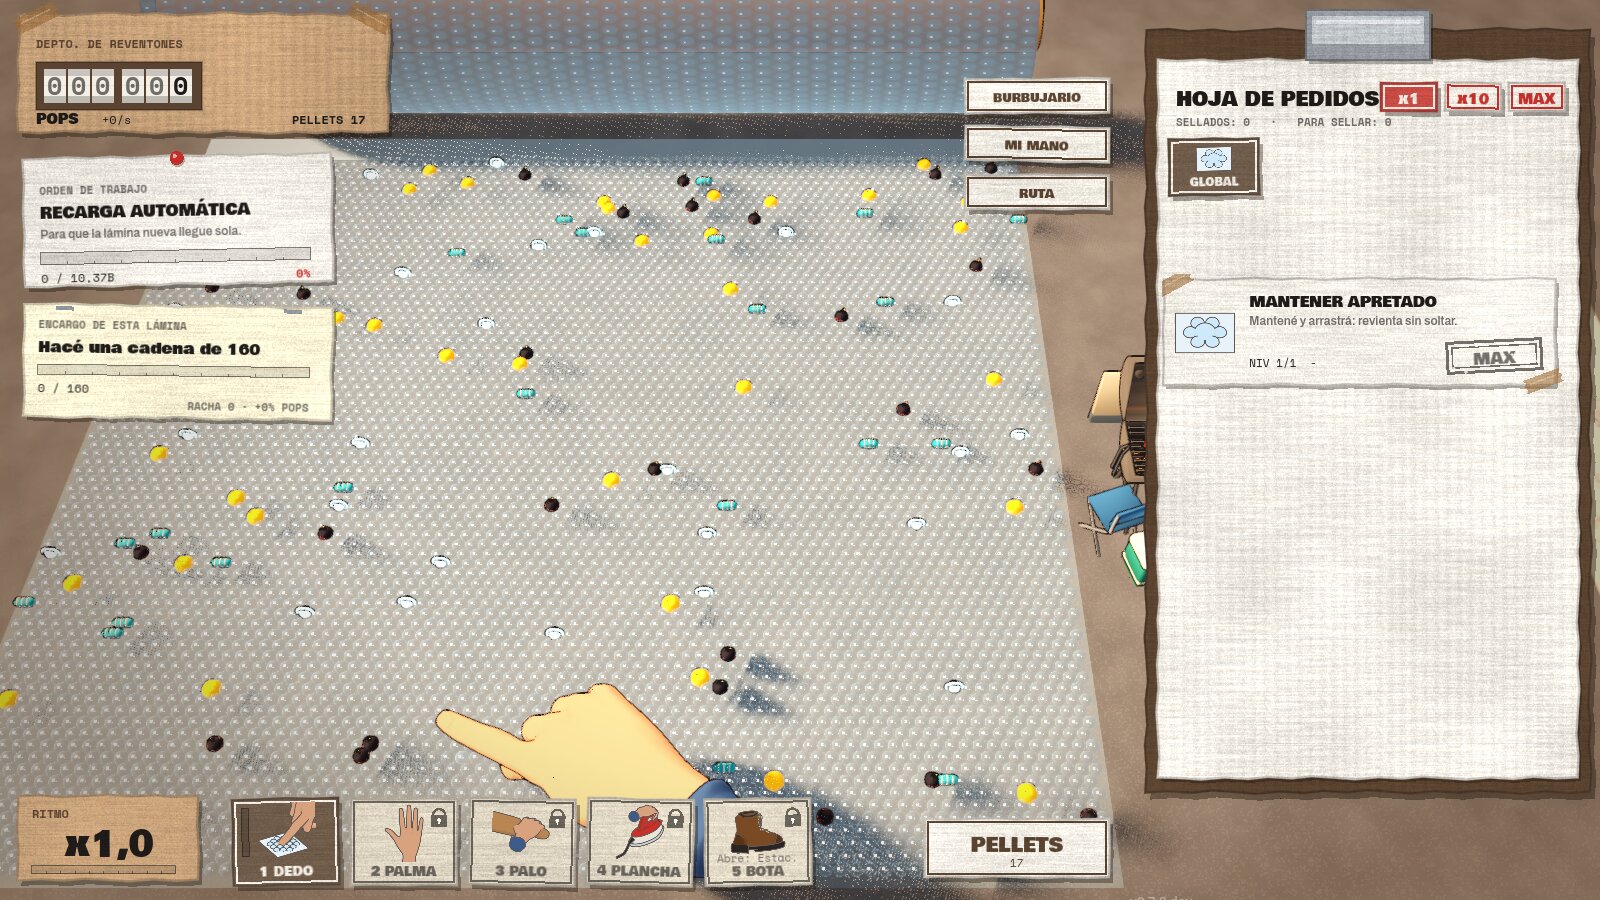 DEPTO. DE REVENTONES
000 000
POPS +0/s PELLETS 17
ORDEN DE TRABAJO
RECARGA AUTOMÁTICA
Para que la lámina nueva llegue sola.
0 / 10.37B 0%
ENCARGO DE ESTA LÁMINA
Hacé una cadena de 160
0 / 160
RACHA 0 · +0% POPS
BURBUJARIO
MI MANO
RUTA
HOJA DE PEDIDOS x1 x10 MAX
SELLADOS: 0 · PARA SELLAR: 0
GLOBAL
MANTENER APRETADO
Mantené y arrastrá: revienta sin soltar.
NIV 1/1 -
MAX
RITMO
x1,0
1 DEDO
2 PALMA
3 PALO
4 PLANCHA
Abre: Estac.
5 BOTA
PELLETS
17